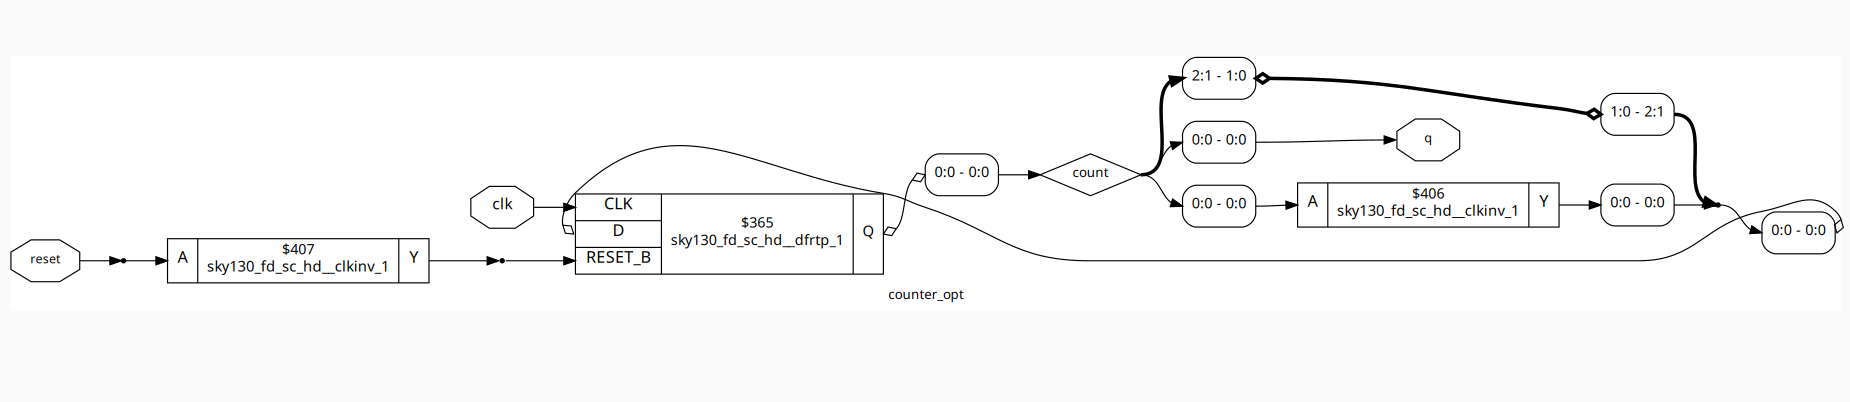 2:1 - 1:0
1:0 - 2:1
0:0 - 0:0
q
0:0 - 0:0
count
clk
CLK
D
RESET_B
$365
sky130_fd_sc_hd__dfrtp_1
Q
0:0 - 0:0
A
$406
sky130_fd_sc_hd__clkinv_1
Y
0:0 - 0:0
0:0 - 0:0
reset
A
$407
sky130_fd_sc_hd__clkinv_1
Y
counter_opt